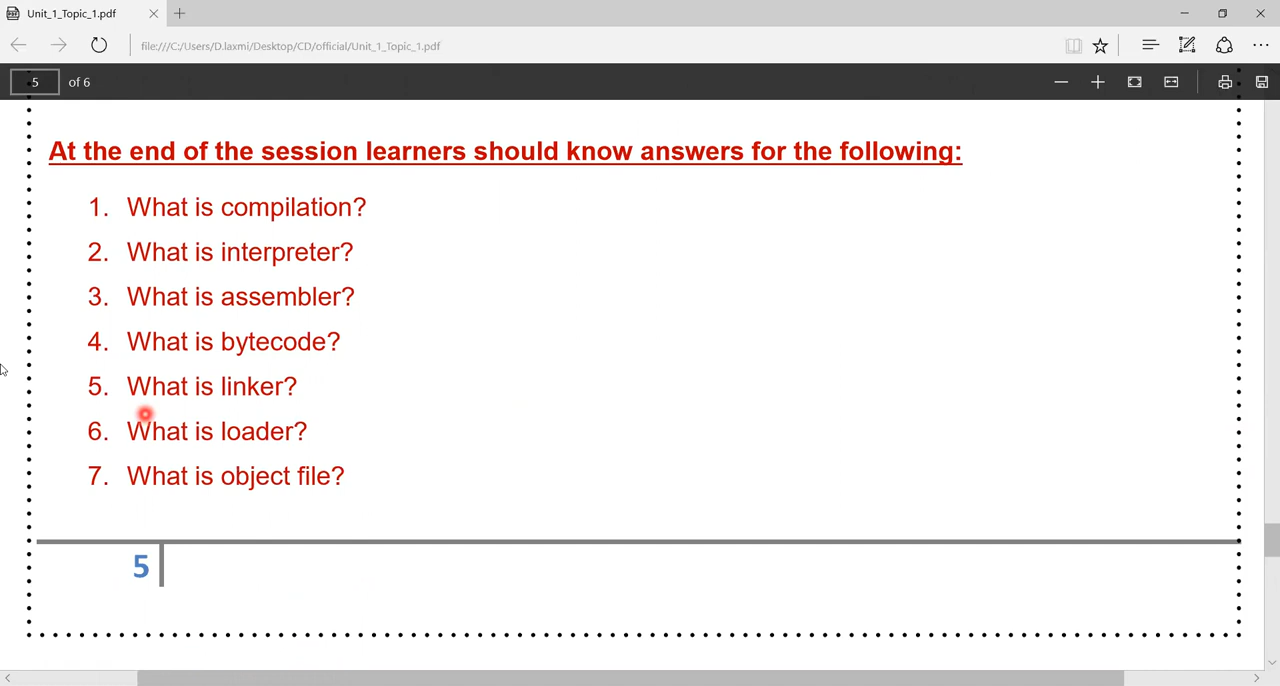 Unit_1_Topic_1.pdf
file:///C:/Users/D.laxmi/Desktop/CD/official/Unit_1_Topic_1.pdf
5 of 6
At the end of the session learners should know answers for the following:
1. What is compilation?
2. What is interpreter?
3. What is assembler?
4. What is bytecode?
5. What is linker?
6. What is loader?
7. What is object file?
5